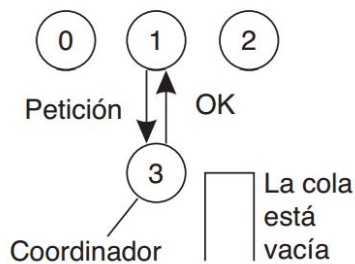 0 1 2
Petición
OK
3
La cola
está
vacía
Coordinador